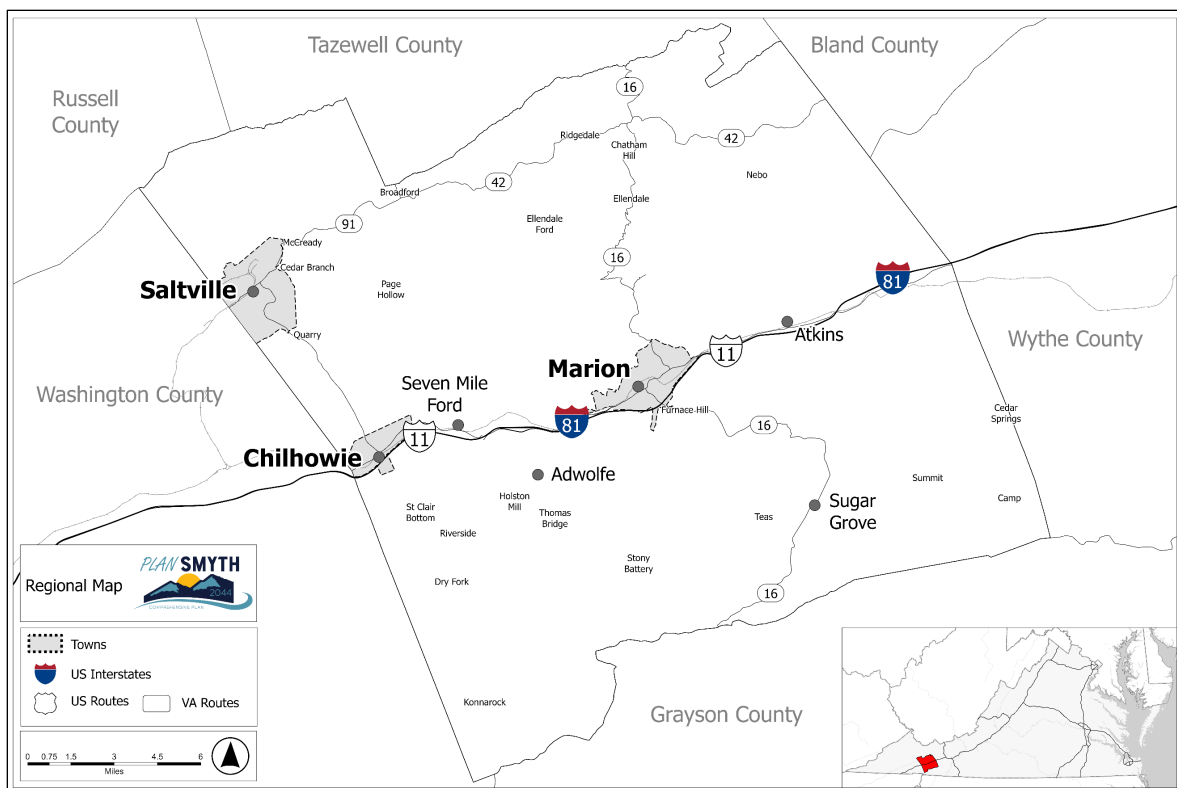 Tazewell County
Bland County
Russell
County
16
Ridgedale
42
Chatham
Hill
42
Nebo
Broadford
Ellendale
91
Ellendale
Ford
McCready
16
Cedar Branch
81
Saltville
Page
Hollow
Quarry
Atkins
Wythe County
11
Marion
Washington County
Seven Mile
Ford
Furnace Hill
Cedar
Springs
81
16
11
Chilhowie
Adwolfe
Summit
Holston
Mill
Camp
Sugar
Grove
St Clair
Bottom
Thomas
Bridge
Teas
Riverside
Stony
Battery
Dry Fork
16
Konnarock
Grayson County
Regional Map
PLAN SMYTH
2044
COMPREHENSIVE PLAN
Towns
US Interstates
US Routes
VA Routes
0 0.75 1.5 3 4.5 6
Miles